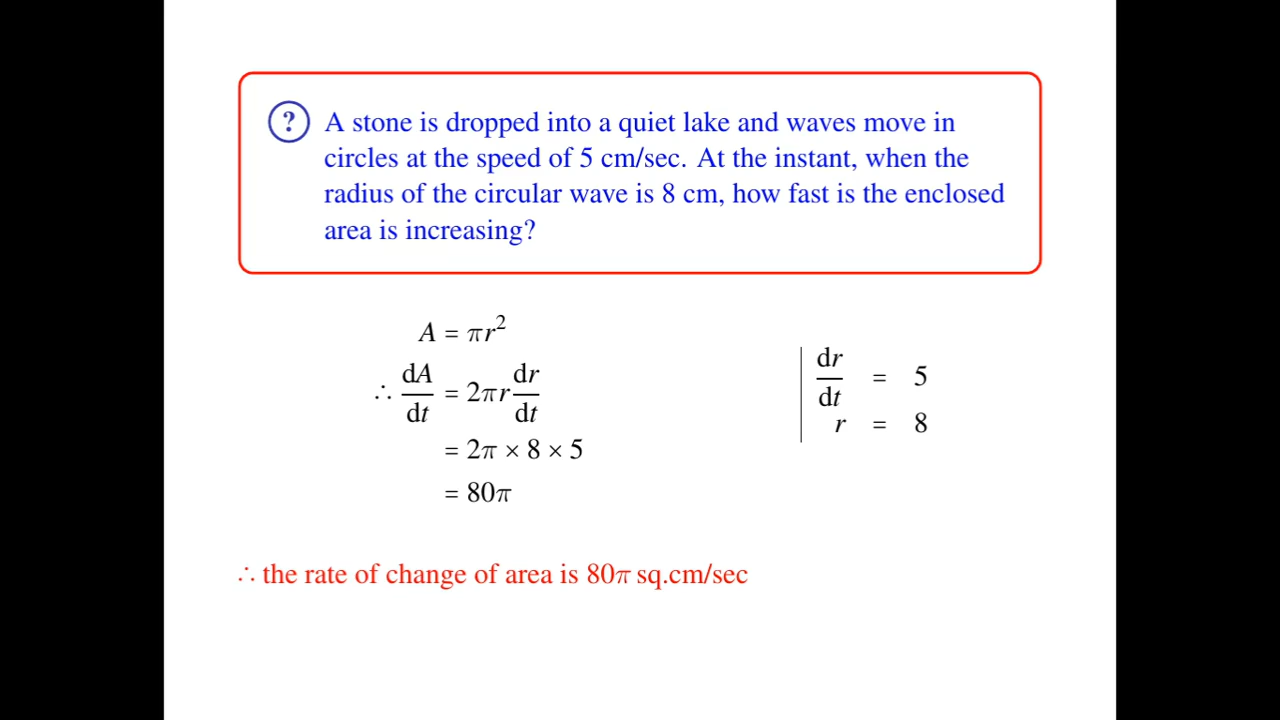 ? A stone is dropped into a quiet lake and waves move in
circles at the speed of 5 cm/sec. At the instant, when the
radius of the circular wave is 8 cm, how fast is the enclosed
area is increasing?
A = πr²
∴ dA/dt = 2πr dr/dt
= 2π × 8 × 5
= 80π
dr/dt = 5
r = 8
∴ the rate of change of area is 80π sq.cm/sec